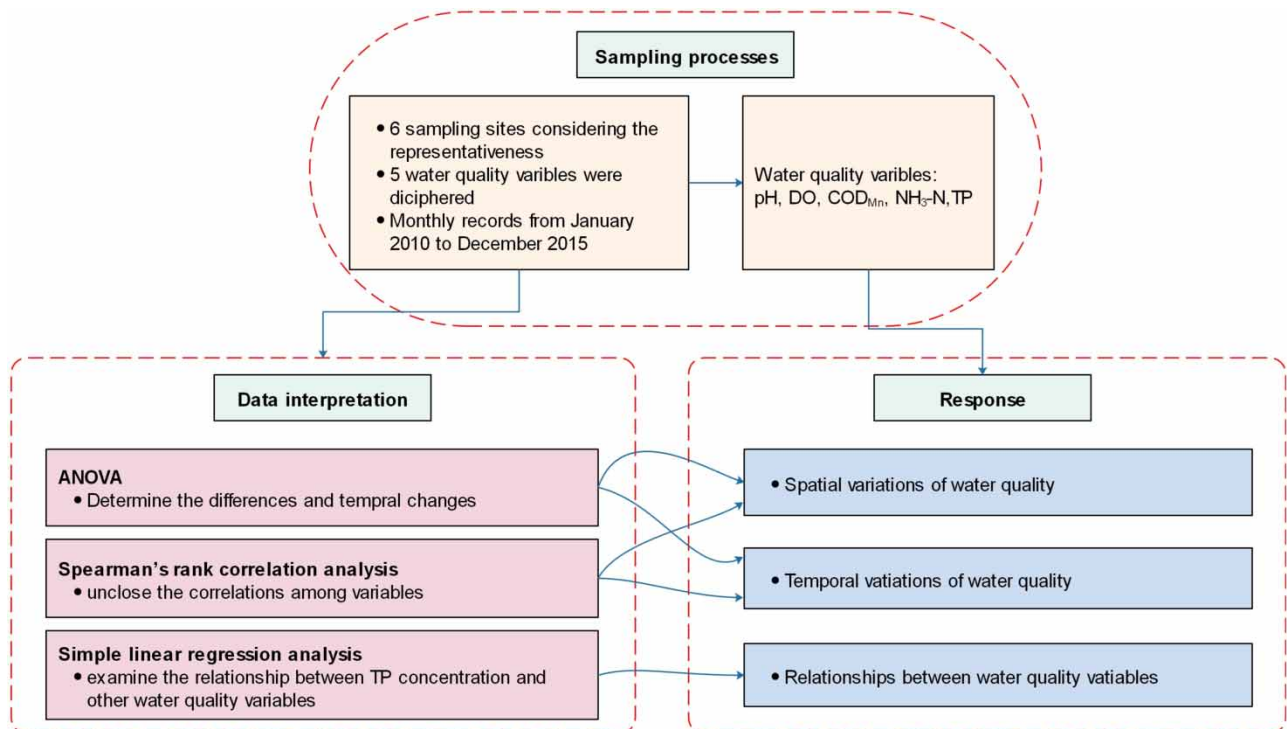 Sampling processes
• 6 sampling sites considering the
representativeness
• 5 water quality varibles were
diciphered
• Monthly records from January
2010 to December 2015
Water quality varibles:
pH, DO, COD_Mn, NH₃-N,TP
Data interpretation
ANOVA
• Determine the differences and tempral changes
Spearman’s rank correlation analysis
• unclose the correlations among variables
Simple linear regression analysis
• examine the relationship between TP concentration and
other water quality variables
Response
• Spatial variations of water quality
• Temporal vatiations of water quality
• Relationships between water quality vatiables